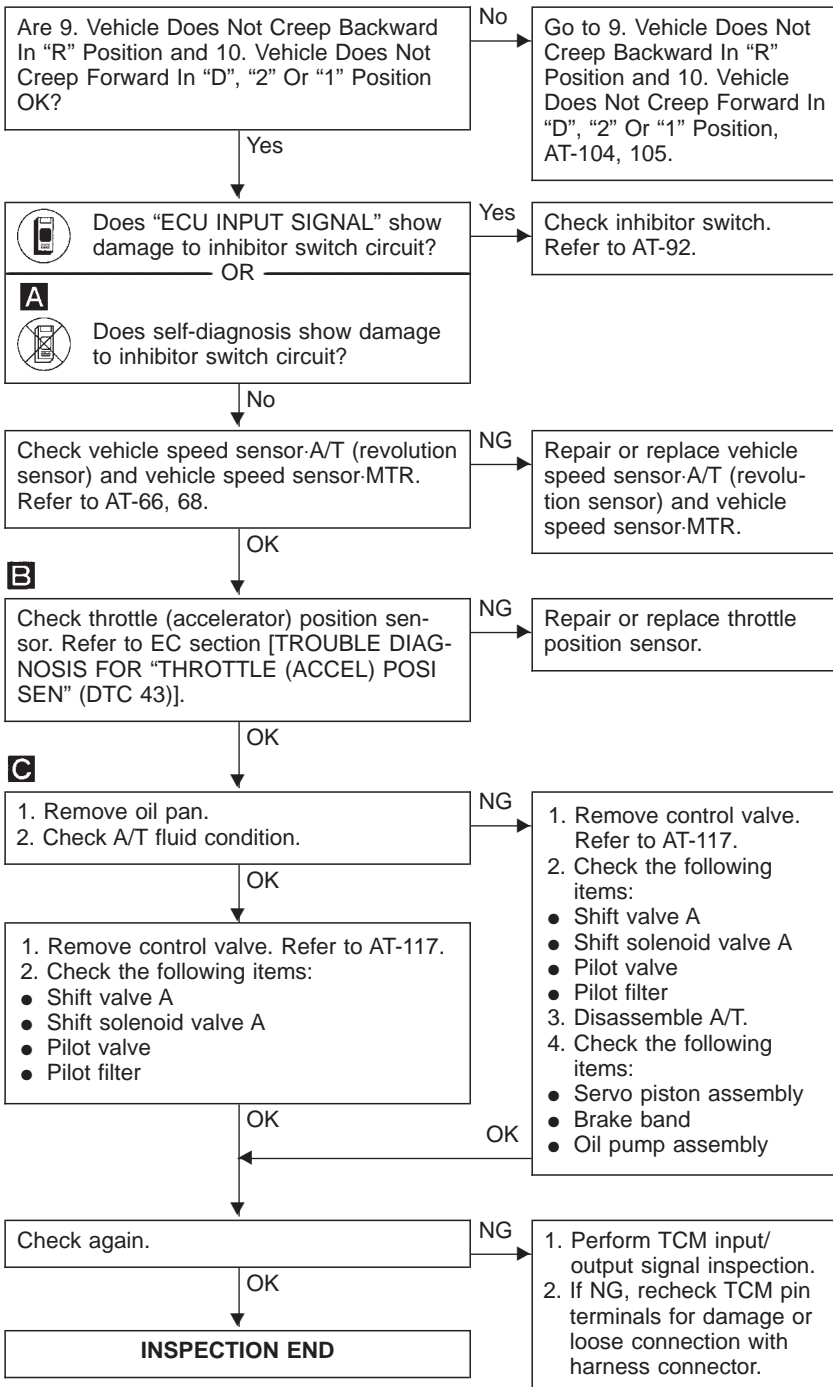 Are 9. Vehicle Does Not Creep Backward
In “R” Position and 10. Vehicle Does Not
Creep Forward In “D”, “2” Or “1” Position
OK?
No
Go to 9. Vehicle Does Not
Creep Backward In “R”
Position and 10. Vehicle
Does Not Creep Forward In
“D”, “2” Or “1” Position,
AT-104, 105.
Yes
Does “ECU INPUT SIGNAL” show
damage to inhibitor switch circuit?
Yes
Check inhibitor switch.
Refer to AT-92.
OR
A
Does self-diagnosis show damage
to inhibitor switch circuit?
No
Check vehicle speed sensor·A/T (revolution
sensor) and vehicle speed sensor·MTR.
Refer to AT-66, 68.
NG
Repair or replace vehicle
speed sensor·A/T (revolu-
tion sensor) and vehicle
speed sensor·MTR.
OK
B
Check throttle (accelerator) position sen-
sor. Refer to EC section [TROUBLE DIAG-
NOSIS FOR “THROTTLE (ACCEL) POSI
SEN” (DTC 43)].
NG
Repair or replace throttle
position sensor.
OK
C
1. Remove oil pan.
2. Check A/T fluid condition.
NG
1. Remove control valve.
Refer to AT-117.
2. Check the following
items:
● Shift valve A
● Shift solenoid valve A
● Pilot valve
● Pilot filter
3. Disassemble A/T.
4. Check the following
items:
● Servo piston assembly
● Brake band
● Oil pump assembly
OK
1. Remove control valve. Refer to AT-117.
2. Check the following items:
● Shift valve A
● Shift solenoid valve A
● Pilot valve
● Pilot filter
OK
OK
Check again.
NG
1. Perform TCM input/
output signal inspection.
2. If NG, recheck TCM pin
terminals for damage or
loose connection with
harness connector.
OK
INSPECTION END